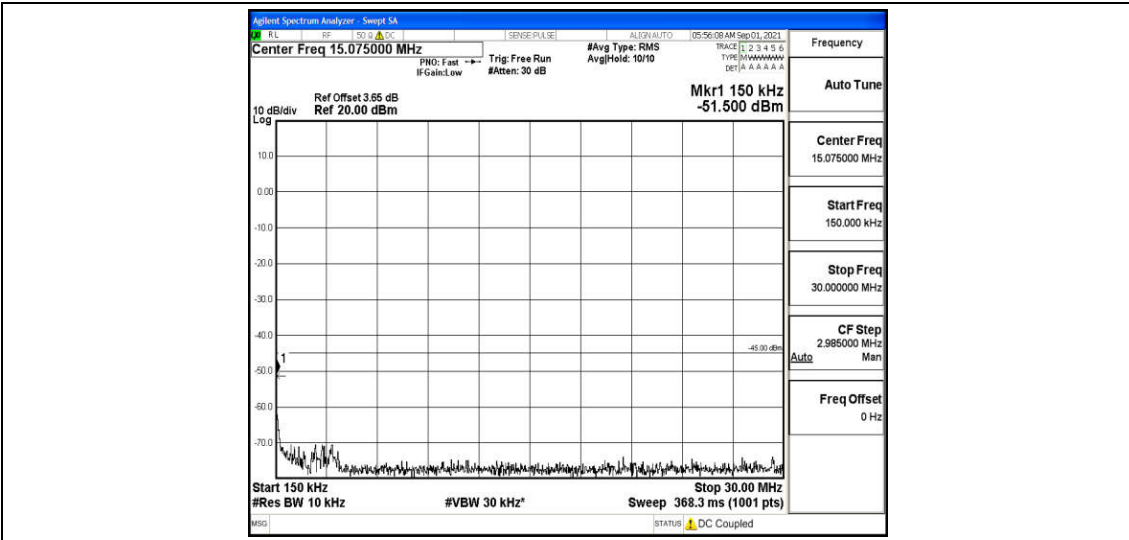 Agilent Spectrum Analyzer - Swept SA
RL RF 50 Ω DC SENSE:PULSE ALIGN AUTO 05:56:08 AM Sep 01, 2021
Center Freq 15.075000 MHz
PNO: Fast
IFGain:Low
Trig: Free Run
#Atten: 30 dB
#Avg Type: RMS
Avg|Hold: 10/10
TRACE 1 2 3 4 5 6
TYPE M WWWWW
DET A A A A A A
Mkr1 150 kHz
-51.500 dBm
Ref Offset 3.65 dB
10 dB/div Ref 20.00 dBm
Log
10.0
0.00
-10.0
-20.0
-30.0
-40.0
-45.00 dBm
1
-50.0
-60.0
-70.0
Start 150 kHz Stop 30.00 MHz
#Res BW 10 kHz #VBW 30 kHz* Sweep 368.3 ms (1001 pts)
MSG STATUS DC Coupled
Frequency
Auto Tune
Center Freq
15.075000 MHz
Start Freq
150.000 kHz
Stop Freq
30.000000 MHz
CF Step
2.985000 MHz
Auto Man
Freq Offset
0 Hz